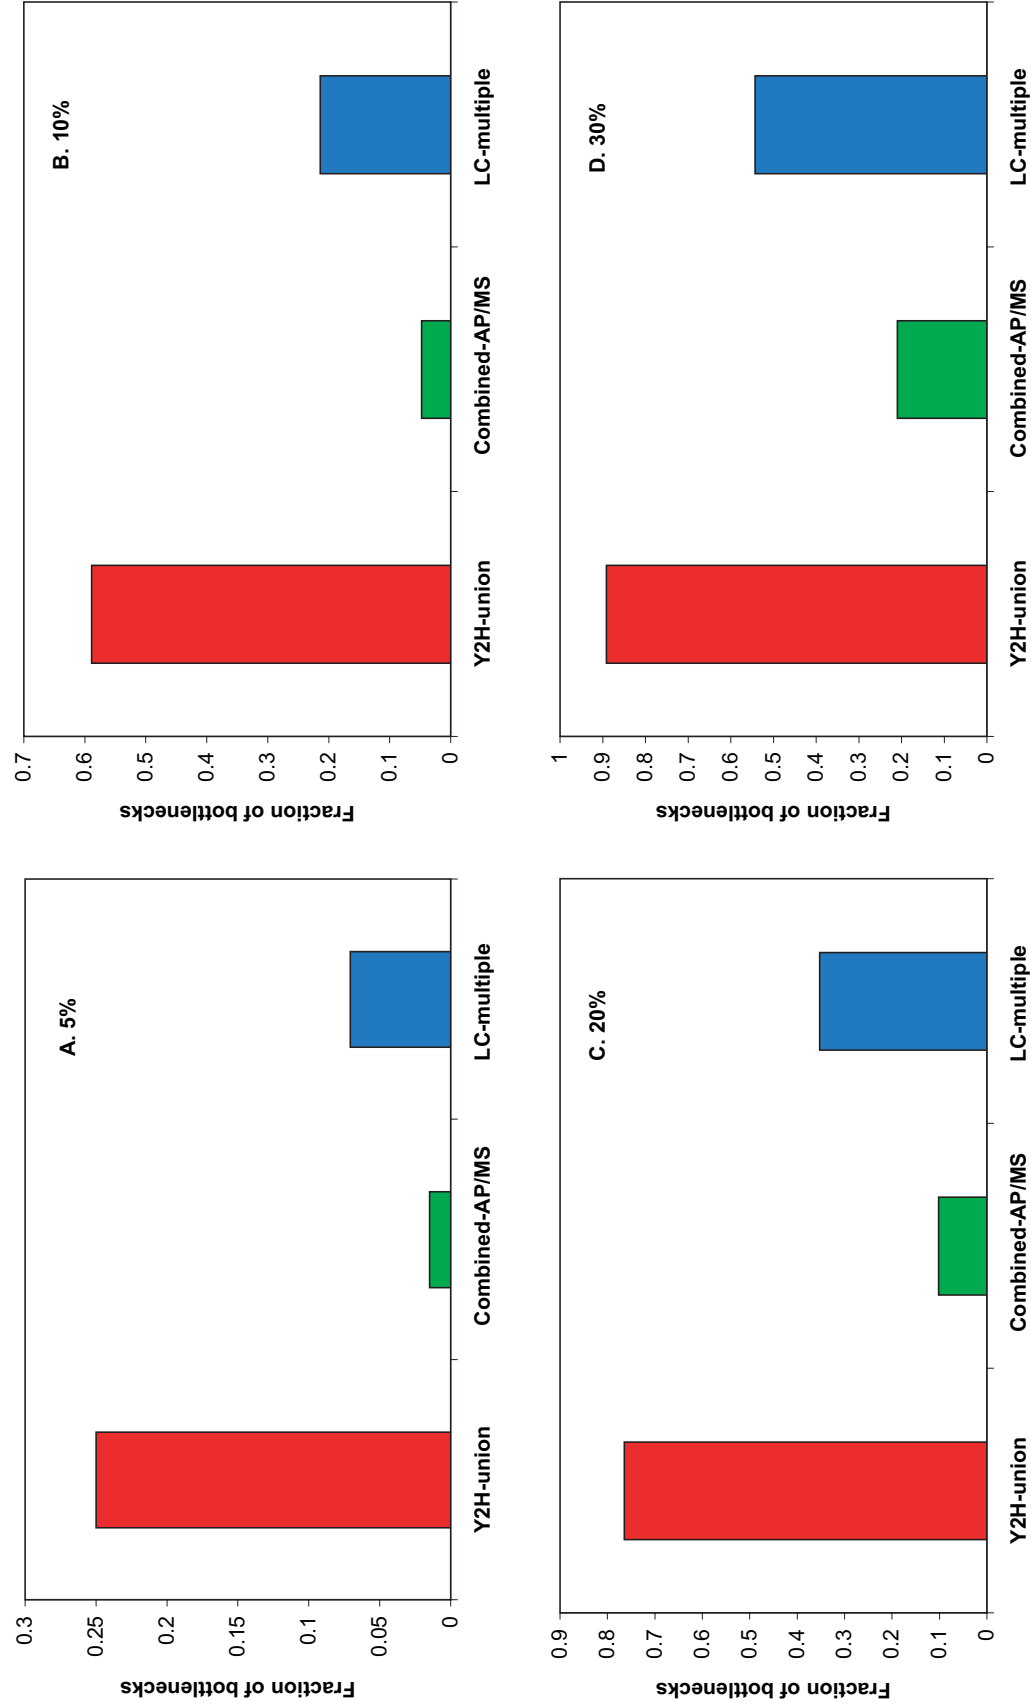 A. 5%
Fraction of bottlenecks
0.3
0.25
0.2
0.15
0.1
0.05
0
Y2H-union
Combined-AP/MS
LC-multiple
B. 10%
Fraction of bottlenecks
0.7
0.6
0.5
0.4
0.3
0.2
0.1
0
Y2H-union
Combined-AP/MS
LC-multiple
C. 20%
Fraction of bottlenecks
0.9
0.8
0.7
0.6
0.5
0.4
0.3
0.2
0.1
0
Y2H-union
Combined-AP/MS
LC-multiple
D. 30%
Fraction of bottlenecks
1
0.9
0.8
0.7
0.6
0.5
0.4
0.3
0.2
0.1
0
Y2H-union
Combined-AP/MS
LC-multiple